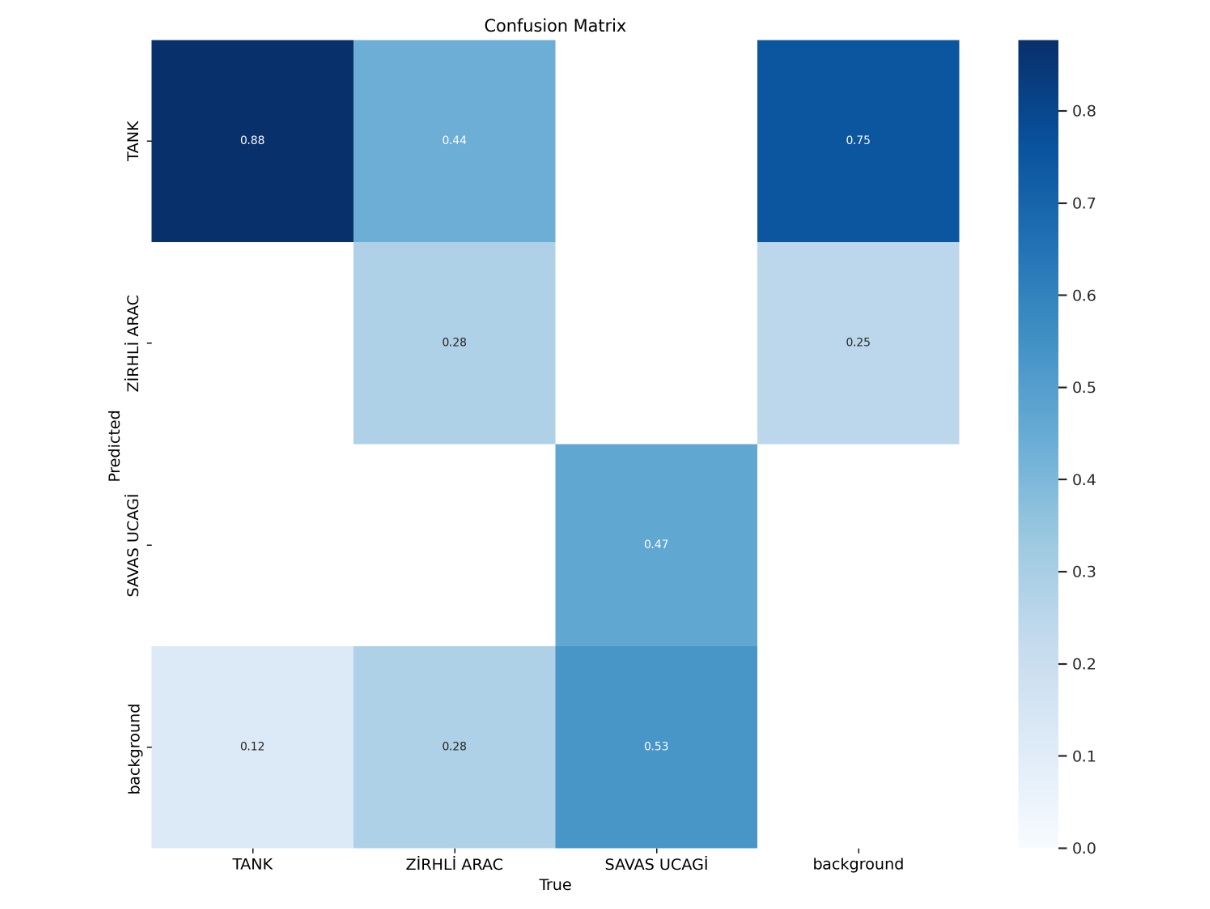 Confusion Matrix
TANK
0.88
0.44
0.75
ZİRHLİ ARAC
0.28
0.25
Predicted
SAVAS UCAGİ
0.47
background
0.12
0.28
0.53
TANK
ZİRHLİ ARAC
SAVAS UCAGİ
background
True
0.8
0.7
0.6
0.5
0.4
0.3
0.2
0.1
0.0